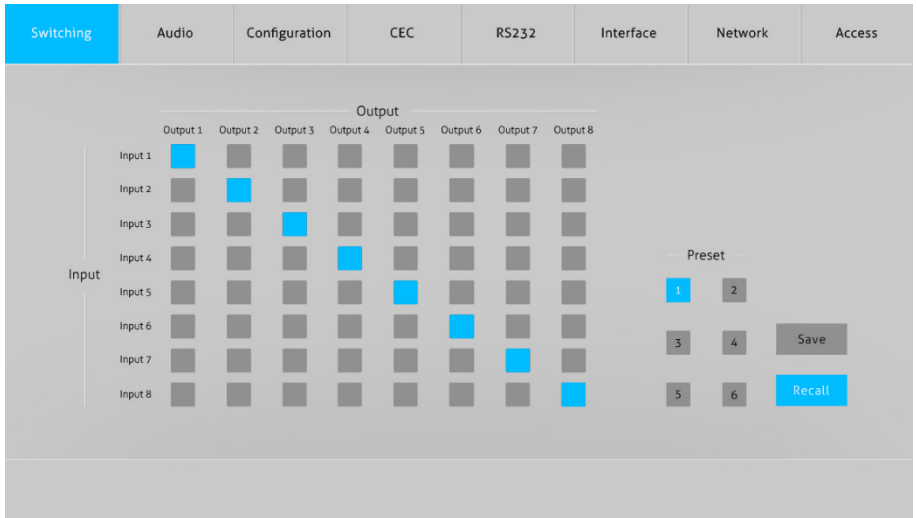 Switching Audio Configuration CEC RS232 Interface Network Access
Output
Output 1 Output 2 Output 3 Output 4 Output 5 Output 6 Output 7 Output 8
Input 1
Input 2
Input 3
Input 4
Input
Input 5
Input 6
Input 7
Input 8
Preset
1 2
3 4
5 6
Save
Recall